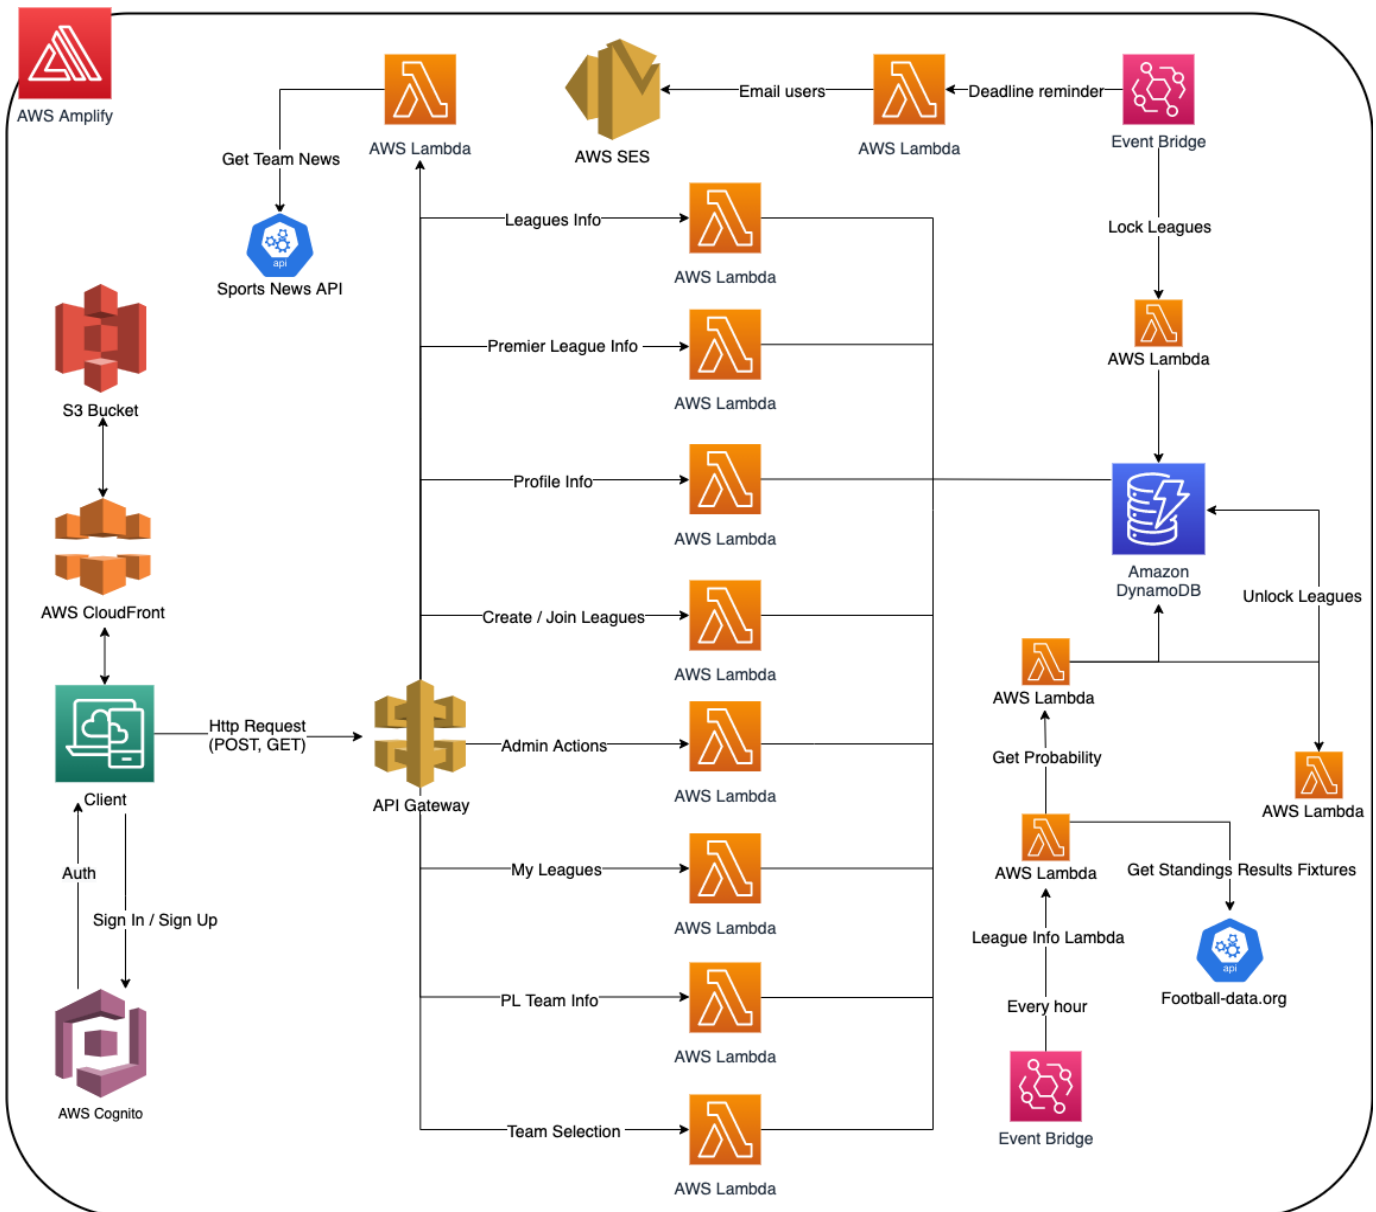 AWS Amplify
AWS Lambda
AWS SES
Email users
AWS Lambda
Deadline reminder
Event Bridge
Get Team News
api
Sports News API
Leagues Info
AWS Lambda
Lock Leagues
AWS Lambda
S3 Bucket
Premier League Info
AWS Lambda
Profile Info
AWS Lambda
Amazon
DynamoDB
AWS CloudFront
Unlock Leagues
Create / Join Leagues
AWS Lambda
AWS Lambda
Http Request
(POST, GET)
Client
API Gateway
Admin Actions
AWS Lambda
Get Probability
AWS Lambda
Auth
Sign In / Sign Up
My Leagues
AWS Lambda
AWS Lambda
Get Standings Results Fixtures
League Info Lambda
api
Football-data.org
Every hour
PL Team Info
AWS Lambda
AWS Cognito
Event Bridge
Team Selection
AWS Lambda